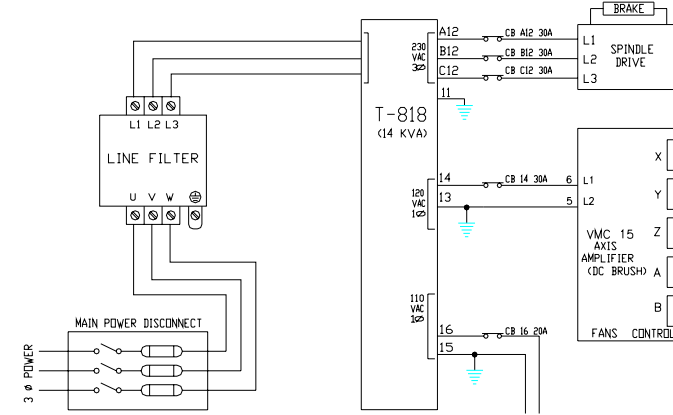 BRAKE
A12
CB A12 30A
L1
230
VAC
3Ø
B12
CB B12 30A
L2
SPINDLE
DRIVE
C12
CB C12 30A
L3
11
T-818
(14 KVA)
L1 L2 L3
LINE FILTER
U V W
14
CB 14 30A
6
L1
120
VAC
1Ø
13
5
L2
X
Y
Z
A
B
VMC 15
AXIS
AMPLIFIER
(DC BRUSH)
FANS CONTROL
110
VAC
1Ø
16
CB 16 20A
15
MAIN POWER DISCONNECT
3 Ø POWER